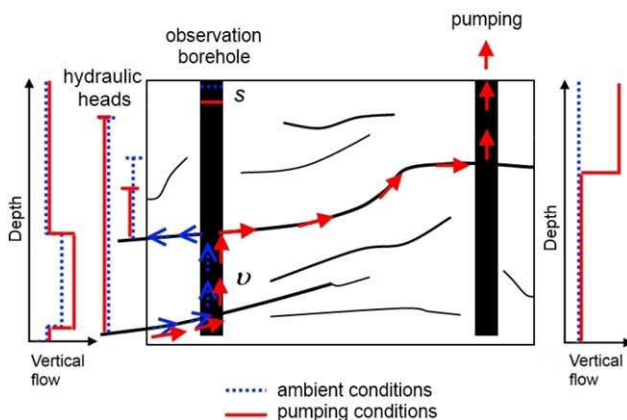 pumping
observation
borehole
hydraulic
heads
s
Depth
Depth
υ
Vertical
flow
Vertical
flow
ambient conditions
pumping conditions